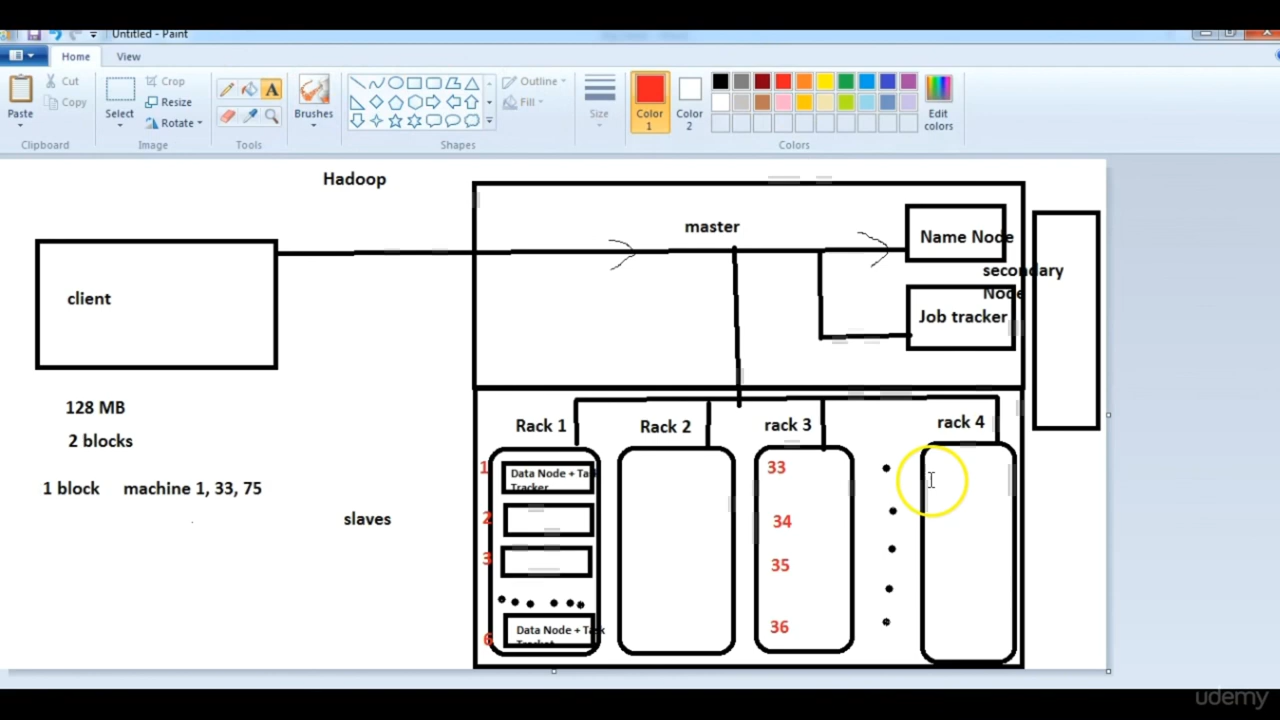 Untitled - Paint
Home
View
Paste
Cut
Copy
Clipboard
Select
Crop
Resize
Rotate
Image
A
Tools
Brushes
Shapes
Outline
Fill
Size
Color
1
Color
2
Edit
colors
Colors
Hadoop
client
master
Name Node
secondary
Node
Job tracker
128 MB
2 blocks
1 block machine 1, 33, 75
slaves
Rack 1
Rack 2
rack 3
rack 4
1
Data Node + Task
Tracker
2
3
6
Data Node + Task
33
34
35
36
udemy